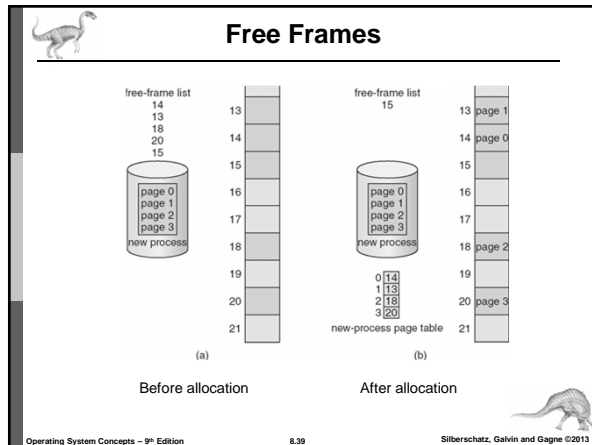 Free Frames
free-frame list
14
13
18
20
15
page 0
page 1
page 2
page 3
new process
13
14
15
16
17
18
19
20
21
(a)
Before allocation
free-frame list
15
page 0
page 1
page 2
page 3
new process
0 14
1 13
2 18
3 20
new-process page table
13 page 1
14 page 0
15
16
17
18 page 2
19
20 page 3
21
(b)
After allocation
Operating System Concepts – 9th Edition
8.39
Silberschatz, Galvin and Gagne ©2013